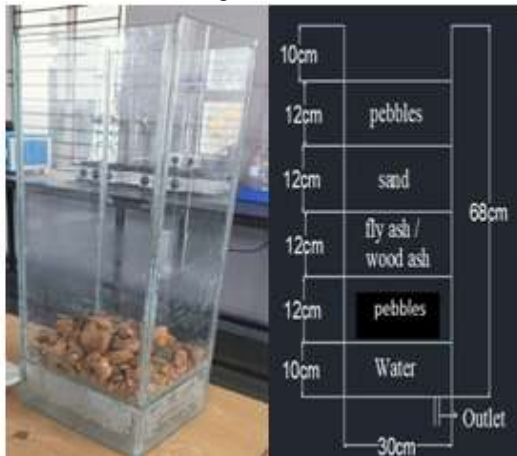 10cm
12cm
pebbles
12cm
sand
68cm
12cm
fly ash /
wood ash
12cm
pebbles
10cm
Water
Outlet
30cm